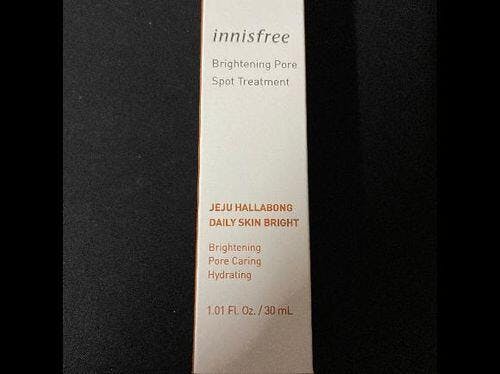 innisfree
Brightening Pore
Spot Treatment
JEJU HALLABONG
DAILY SKIN BRIGHT
Brightening
Pore Caring
Hydrating
1.01 Fl. Oz. / 30 mL